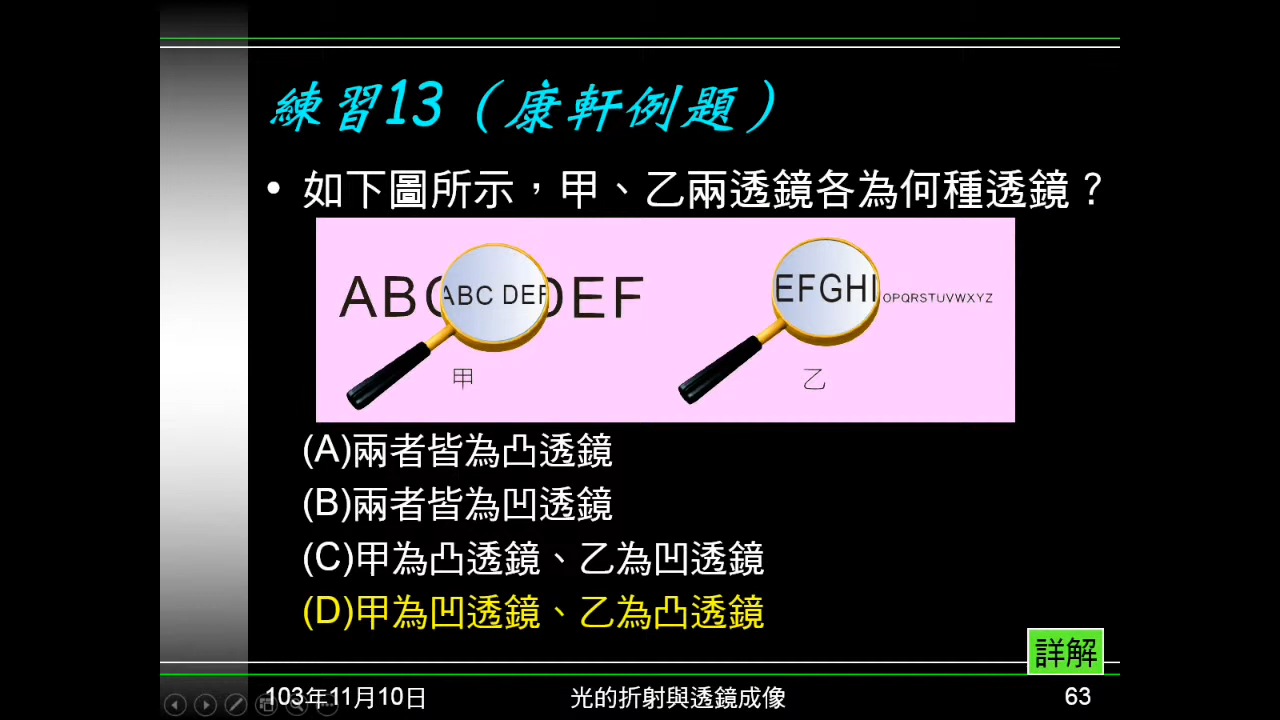 練習13（康軒例題）
• 如下圖所示，甲、乙兩透鏡各為何種透鏡？
ABC ABC DEF DEF
EFGHI OPQRSTUVWXYZ
甲
乙
(A)兩者皆為凸透鏡
(B)兩者皆為凹透鏡
(C)甲為凸透鏡、乙為凹透鏡
(D)甲為凹透鏡、乙為凸透鏡
詳解
103年11月10日
光的折射與透鏡成像
63